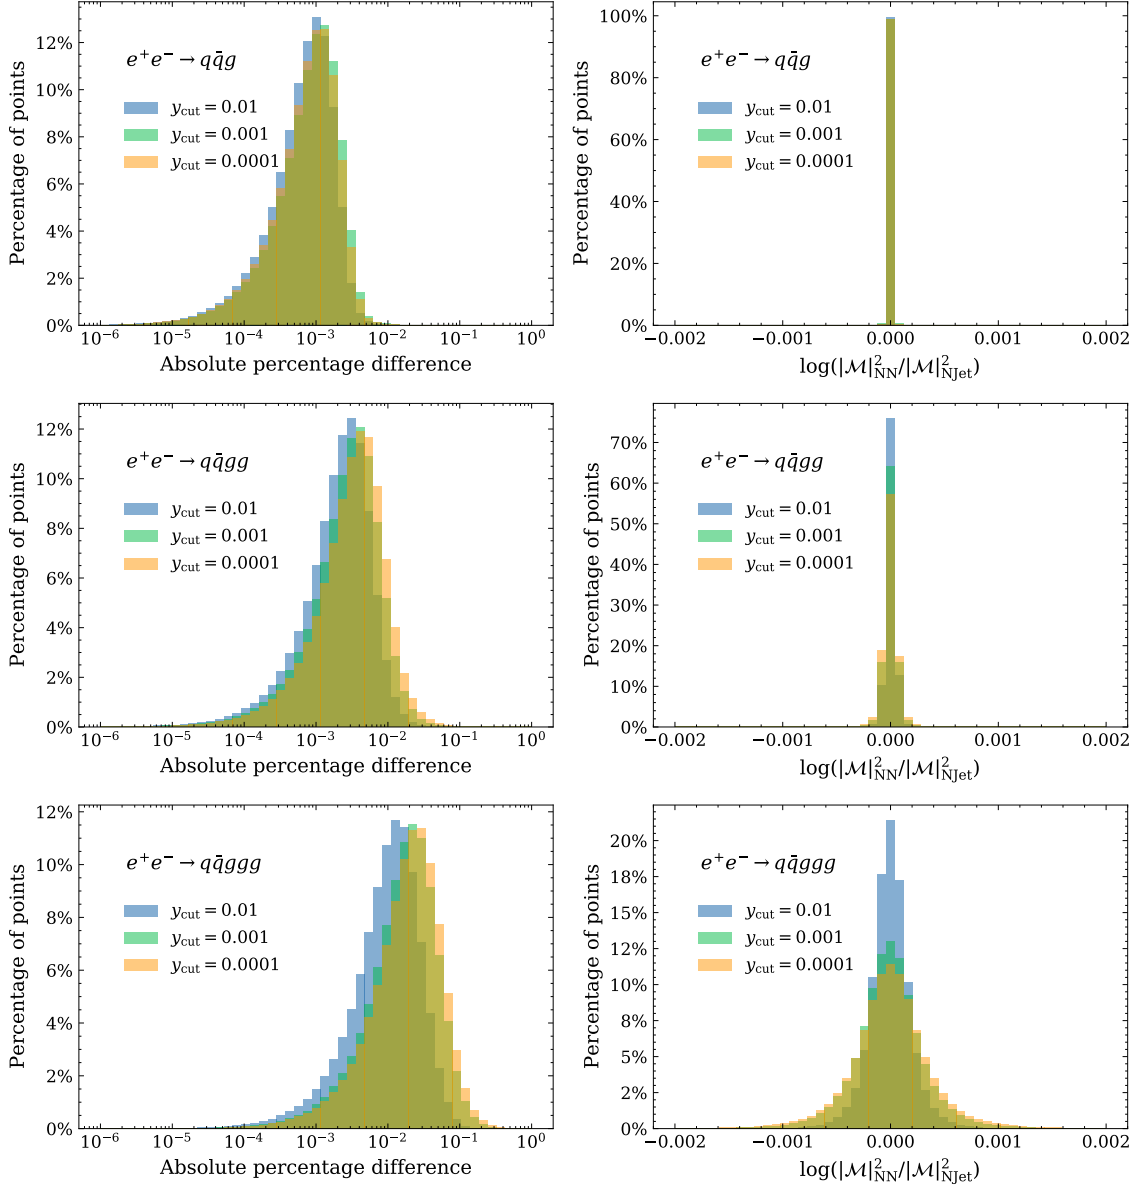 12%
10%
8%
6%
4%
2%
0%
Percentage of points
e⁺e⁻ → qq̄g
y_cut = 0.01
y_cut = 0.001
y_cut = 0.0001
10⁻⁶ 10⁻⁵ 10⁻⁴ 10⁻³ 10⁻² 10⁻¹ 10⁰
Absolute percentage difference
100%
80%
60%
40%
20%
0%
Percentage of points
e⁺e⁻ → qq̄g
y_cut = 0.01
y_cut = 0.001
y_cut = 0.0001
−0.002 −0.001 0.000 0.001 0.002
log(|ℳ|²_NN/|ℳ|²_NJet)
12%
10%
8%
6%
4%
2%
0%
Percentage of points
e⁺e⁻ → qq̄gg
y_cut = 0.01
y_cut = 0.001
y_cut = 0.0001
10⁻⁶ 10⁻⁵ 10⁻⁴ 10⁻³ 10⁻² 10⁻¹ 10⁰
Absolute percentage difference
70%
60%
50%
40%
30%
20%
10%
0%
Percentage of points
e⁺e⁻ → qq̄gg
y_cut = 0.01
y_cut = 0.001
y_cut = 0.0001
−0.002 −0.001 0.000 0.001 0.002
log(|ℳ|²_NN/|ℳ|²_NJet)
12%
10%
8%
6%
4%
2%
0%
Percentage of points
e⁺e⁻ → qq̄ggg
y_cut = 0.01
y_cut = 0.001
y_cut = 0.0001
10⁻⁶ 10⁻⁵ 10⁻⁴ 10⁻³ 10⁻² 10⁻¹ 10⁰
Absolute percentage difference
20%
18%
15%
12%
10%
8%
5%
2%
0%
Percentage of points
e⁺e⁻ → qq̄ggg
y_cut = 0.01
y_cut = 0.001
y_cut = 0.0001
−0.002 −0.001 0.000 0.001 0.002
log(|ℳ|²_NN/|ℳ|²_NJet)